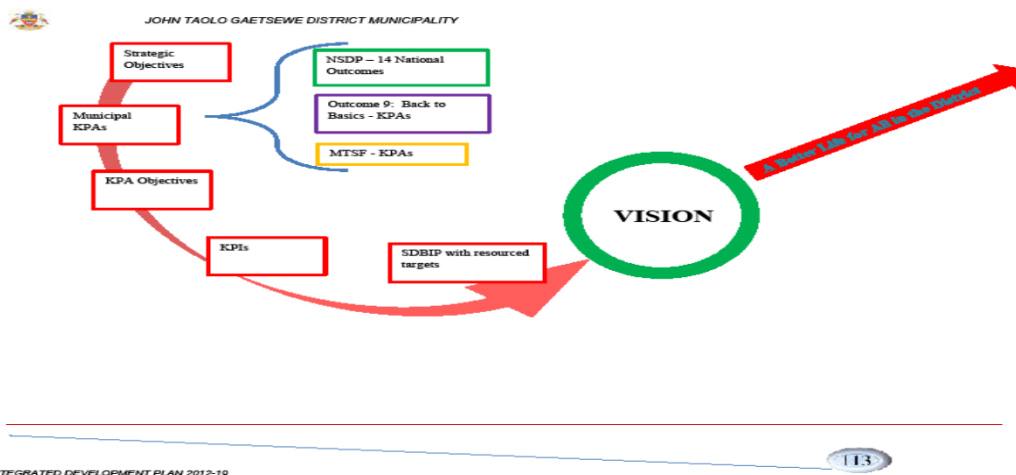 JOHN TAOLO GAETSEWE DISTRICT MUNICIPALITY
Strategic
Objectives
NSDP – 14 National
Outcomes
Municipal
KPAs
Outcome 9: Back to
Basics - KPAs
MTSF - KPAs
KPA Objectives
KPIs
SDBIP with resourced
targets
VISION
A Better Life for All in the District
113
TEGRATED DEVELOPMENT PLAN 2012-19